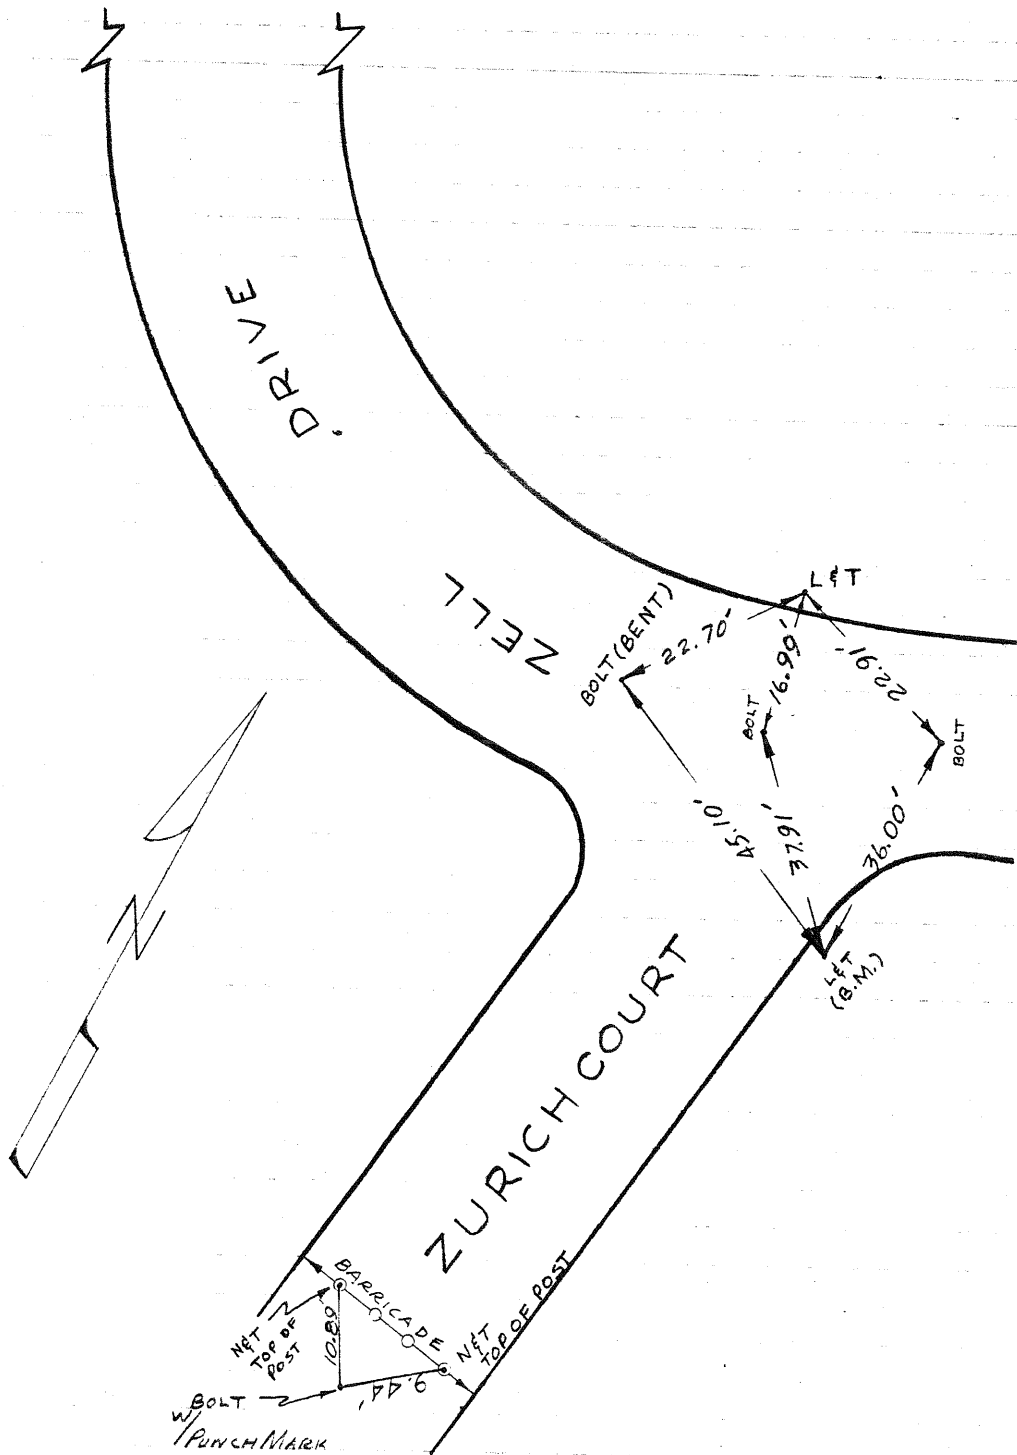 DRIVE
ZELL
L&T
BOLT (BENT)
22.70'
16.99'
22.91'
BOLT
BOLT
45.10'
37.91'
36.00'
L&T
(B.M.)
N
ZURICH COURT
BARRICADE
N&T
TOP OF
POST
10.89'
N&T
TOP OF POST
9.44'
BOLT
W/
PUNCH MARK